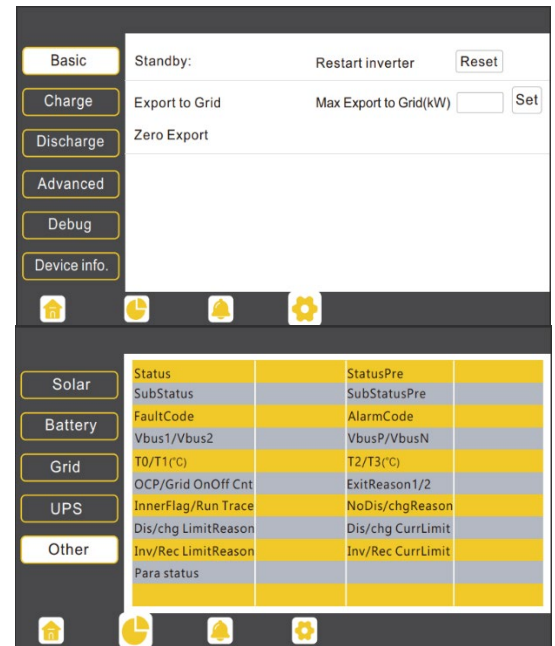 Basic
Standby:
Restart inverter
Reset
Charge
Export to Grid
Max Export to Grid(kW)
Set
Discharge
Zero Export
Advanced
Debug
Device info.
Solar
Battery
Grid
UPS
Other
Status
StatusPre
SubStatus
SubStatusPre
FaultCode
AlarmCode
Vbus1/Vbus2
VbusP/VbusN
T0/T1(°C)
T2/T3(°C)
OCP/Grid OnOff Cnt
ExitReason1/2
InnerFlag/Run Trace
NoDis/chgReason
Dis/chg LimitReason
Dis/chg CurrLimit
Inv/Rec LimitReason
Inv/Rec CurrLimit
Para status